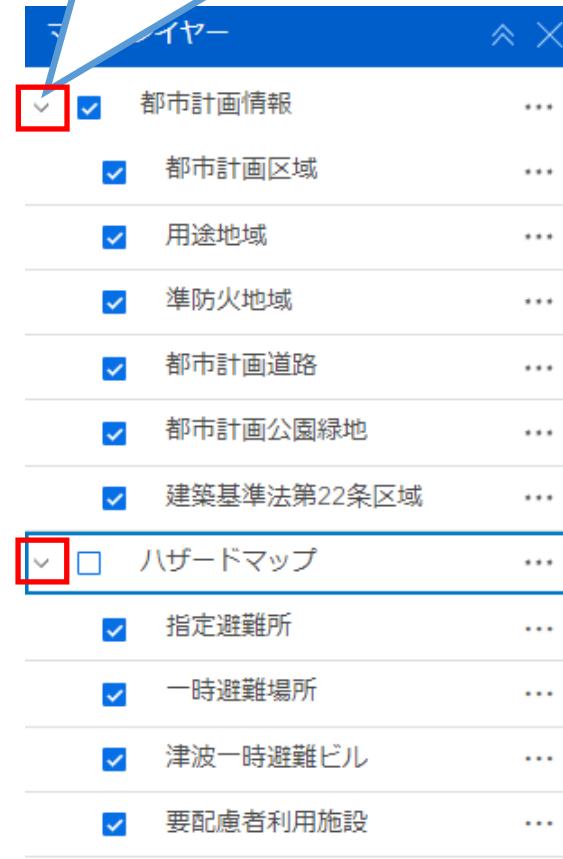 イヤー
都市計画情報
都市計画区域
用途地域
準防火地域
都市計画道路
都市計画公園緑地
建築基準法第22条区域
ハザードマップ
指定避難所
一時避難場所
津波一時避難ビル
要配慮者利用施設